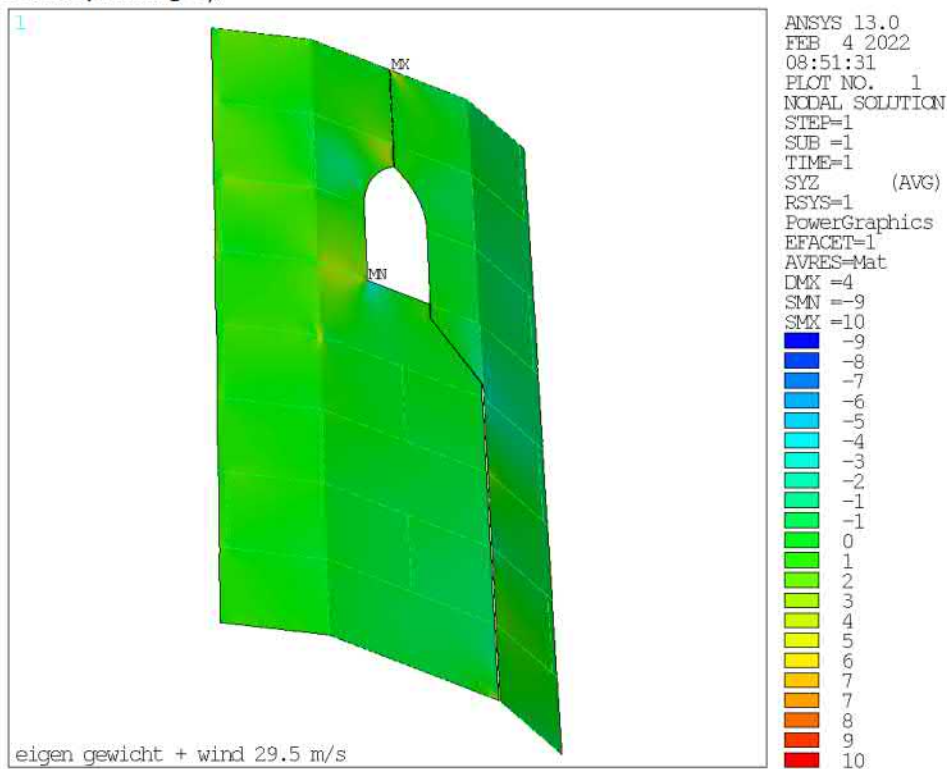 1
MX
MN
eigen gewicht + wind 29.5 m/s
ANSYS 13.0
FEB 4 2022
08:51:31
PLOT NO. 1
NODAL SOLUTION
STEP=1
SUB =1
TIME=1
SYZ (AVG)
RSYS=1
PowerGraphics
EFACET=1
AVRES=Mat
DMX =4
SMN =-9
SMX =10
-9
-8
-7
-6
-5
-4
-3
-2
-1
-1
0
1
2
3
4
5
6
7
7
8
9
10